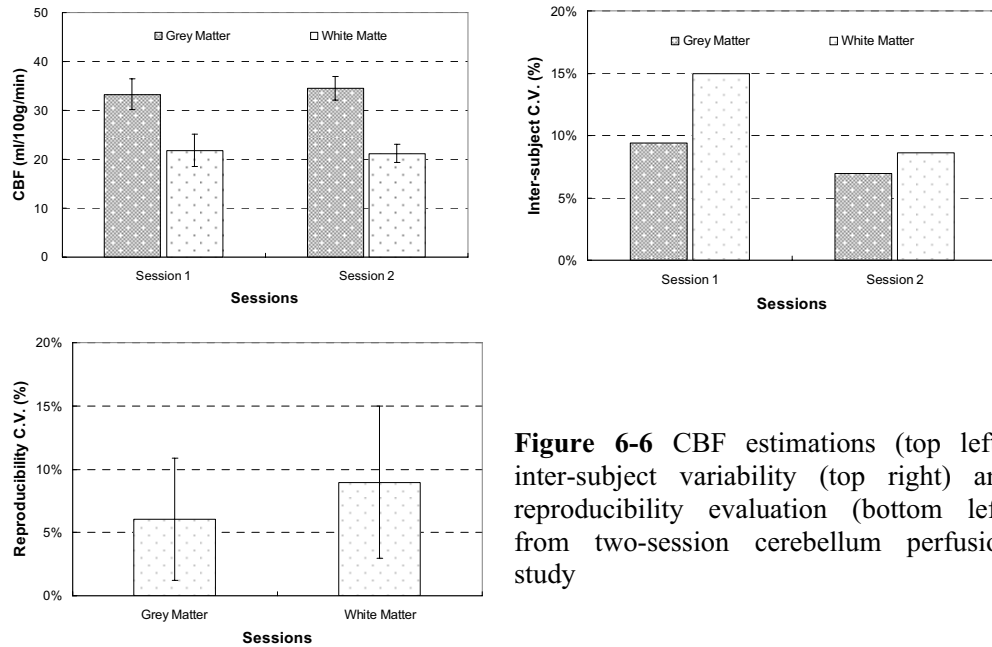 50
40
30
20
10
0
CBF (ml/100g/min)
Grey Matter
White Matte
Session 1
Session 2
Sessions
20%
15%
10%
5%
0%
Inter-subject C.V. (%)
Grey Matter
White Matter
Session 1
Session 2
Sessions
20%
15%
10%
5%
0%
Reproducibility C.V. (%)
Grey Matter
White Matter
Sessions
Figure 6-6 CBF estimations (top left
inter-subject variability (top right) an
reproducibility evaluation (bottom lef
from two-session cerebellum perfusio
study